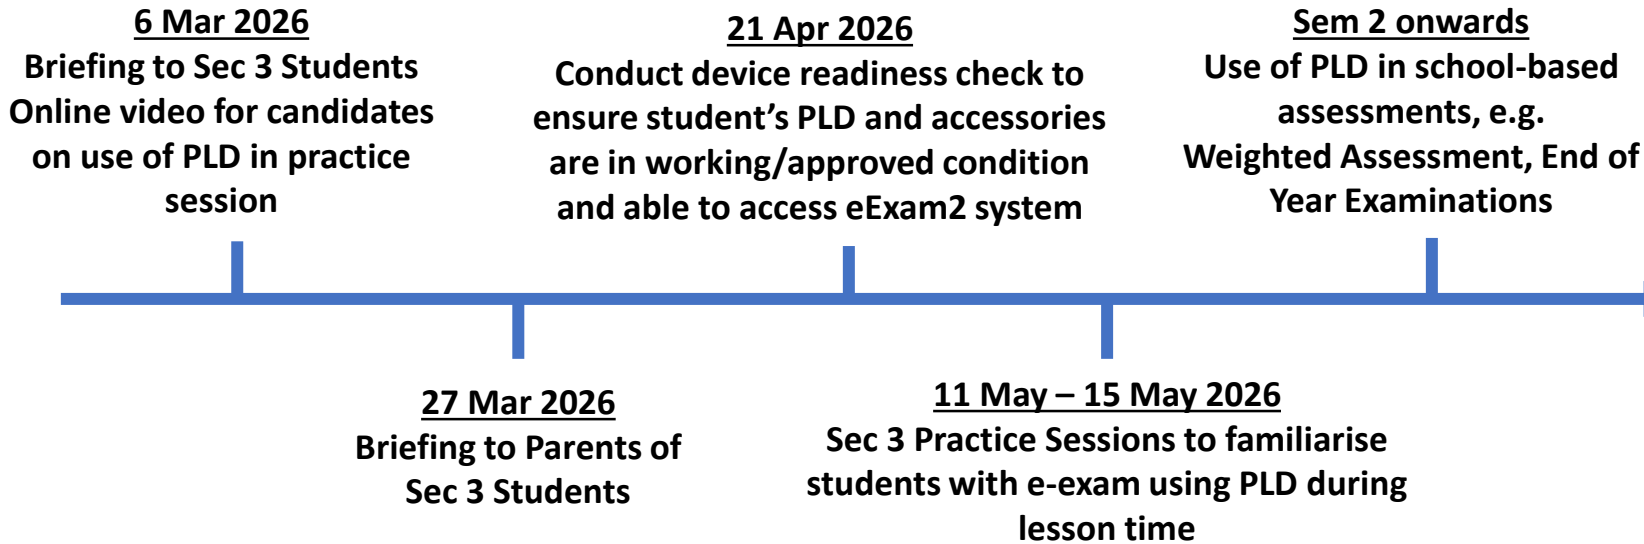 6 Mar 2026
Briefing to Sec 3 Students
Online video for candidates
on use of PLD in practice
session
27 Mar 2026
Briefing to Parents of
Sec 3 Students
21 Apr 2026
Conduct device readiness check to
ensure student’s PLD and accessories
are in working/approved condition
and able to access eExam2 system
11 May – 15 May 2026
Sec 3 Practice Sessions to familiarise
students with e-exam using PLD during
lesson time
Sem 2 onwards
Use of PLD in school-based
assessments, e.g.
Weighted Assessment, End of
Year Examinations